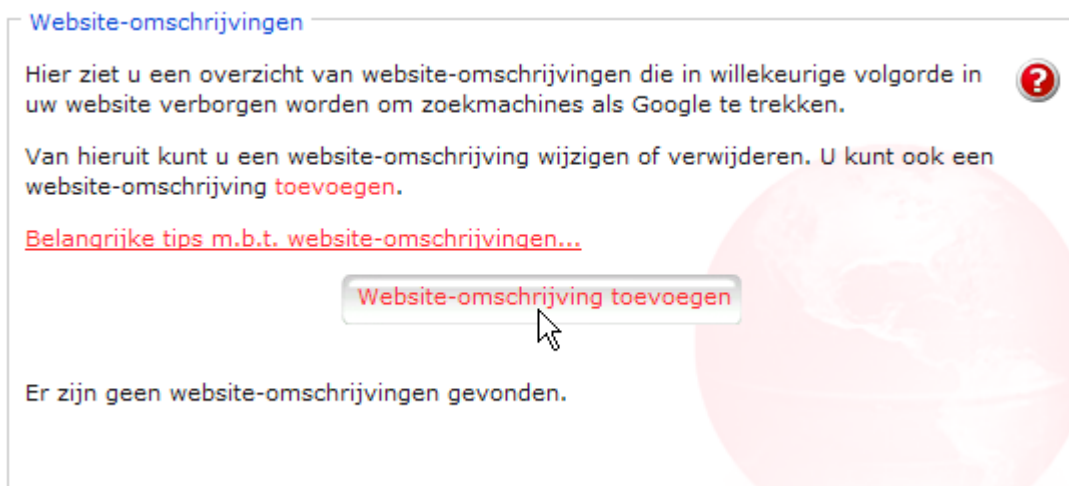 Website-omschrijvingen
Hier ziet u een overzicht van website-omschrijvingen die in willekeurige volgorde in
uw website verborgen worden om zoekmachines als Google te trekken.
Van hieruit kunt u een website-omschrijving wijzigen of verwijderen. U kunt ook een
website-omschrijving toevoegen.
Belangrijke tips m.b.t. website-omschrijvingen...
Website-omschrijving toevoegen
Er zijn geen website-omschrijvingen gevonden.